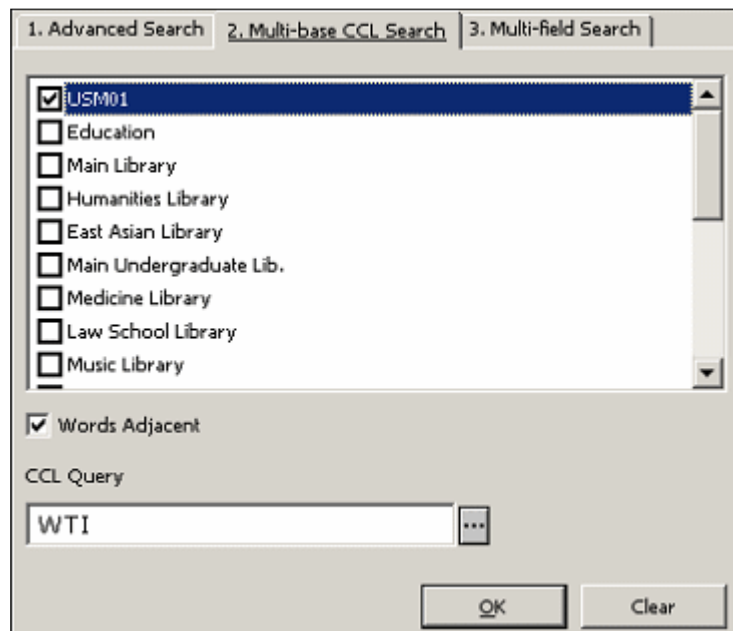 1. Advanced Search 2. Multi-base CCL Search 3. Multi-field Search
USM01
Education
Main Library
Humanities Library
East Asian Library
Main Undergraduate Lib.
Medicine Library
Law School Library
Music Library
Words Adjacent
CCL Query
WTI ...
OK Clear